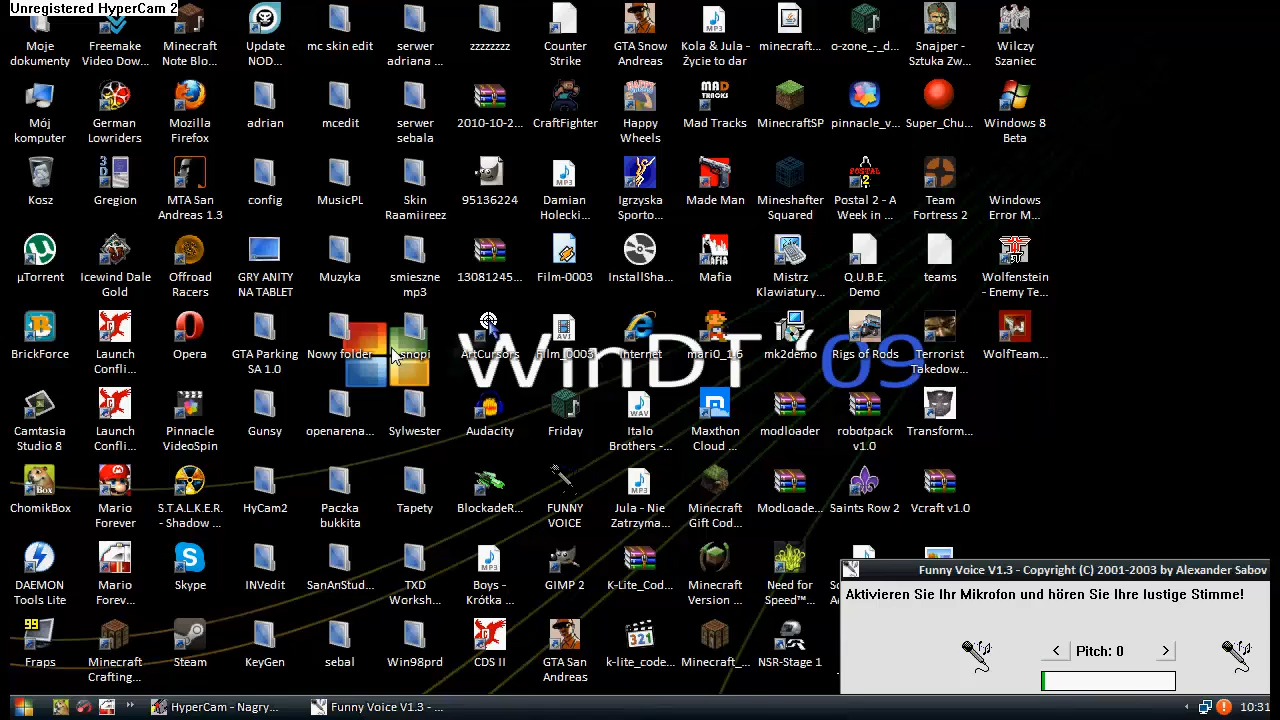 Unregistered HyperCam 2
Moje dokumenty
Freemake Video Dow...
Minecraft Note Blo...
Update NOD...
mc skin edit
serwer adriana ...
zzzzzzzz
Counter Strike
GTA Snow Andreas
Kola & Jula - Życie to dar
minecraft...
o-zone_-_d...
Snajper - Sztuka Zw...
Wilczy Szaniec
Mój komputer
German Lowriders
Mozilla Firefox
adrian
mcedit
serwer sebala
2010-10-2...
CraftFighter
Happy Wheels
Mad Tracks
MinecraftSP
pinnacle_v...
Super_Chu...
Windows 8 Beta
Kosz
Gregion
MTA San Andreas 1.3
config
MusicPL
Skin Raamiireez
95136224
Damian Holecki...
Igrzyska Sporto...
Made Man
Mineshafter Squared
Postal 2 - A Week in ...
Team Fortress 2
Windows Error M...
µTorrent
Icewind Dale Gold
Offroad Racers
GRY ANITY NA TABLET
Muzyka
smieszne mp3
13081245...
Film-0003
InstallSha...
Mafia
Mistrz Klawiatury...
Q.U.B.E. Demo
teams
Wolfenstein - Enemy Te...
BrickForce
Launch Confli...
Opera
GTA Parking SA 1.0
Nowy folder
snopi
ArtCursors
Film_0003
Internet
mari0_1.6
mk2demo
Rigs of Rods
Terrorist Takedow...
WolfTeam...
WinDT ‘09
Camtasia Studio 8
Launch Confli...
Pinnacle VideoSpin
Gunsy
openarena...
Sylwester
Audacity
Friday
Italo Brothers -...
Maxthon Cloud ...
modloader
robotpack v1.0
Transform...
ChomikBox
Mario Forever
S.T.A.L.K.E.R. - Shadow ...
HyCam2
Paczka bukkita
Tapety
BlockadeR...
FUNNY VOICE
Jula - Nie Zatrzyma...
Minecraft Gift Cod...
ModLoade...
Saints Row 2
Vcraft v1.0
DAEMON Tools Lite
Mario Forev...
Skype
INVedit
SanAnStud...
TXD Worksh...
Boys - Krótka ...
GIMP 2
K-Lite_Cod...
Minecraft Version ...
Need for Speed™...
Funny Voice V1.3 - Copyright (C) 2001-2003 by Alexander Sabov
Aktivieren Sie Ihr Mikrofon und hören Sie Ihre lustige Stimme!
< Pitch: 0 >
Fraps
Minecraft Crafting...
Steam
KeyGen
sebal
Win98prd
CDS II
GTA San Andreas
k-lite_code...
Minecraft_...
NSR-Stage 1
HyperCam - Nagry...
Funny Voice V1.3 - ...
10:31